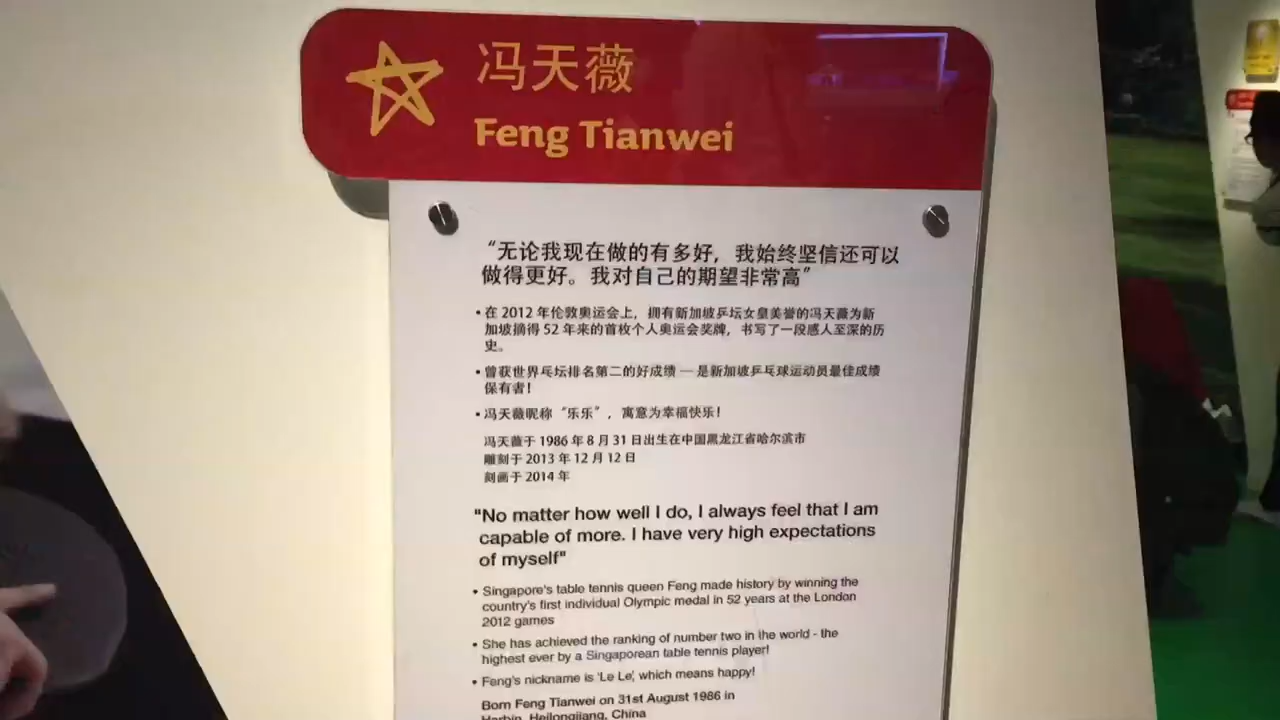 冯天薇
Feng Tianwei
“无论我现在做的有多好，我始终坚信还可以
做得更好。我对自己的期望非常高”
• 在 2012 年伦敦奥运会上，拥有新加坡乒坛女皇美誉的冯天薇为新
加坡摘得 52 年来的首枚个人奥运会奖牌，书写了一段感人至深的历
史。
• 曾获世界乓坛排名第二的好成绩 — 是新加坡乒乓球运动员最佳成绩
保有者！
• 冯天薇昵称“乐乐”，寓意为幸福快乐！
冯天薇于 1986 年 8 月 31 日出生在中国黑龙江省哈尔滨市
雕刻于 2013 年 12 月 12 日
刻画于 2014 年
"No matter how well I do, I always feel that I am
capable of more. I have very high expectations
of myself"
• Singapore's table tennis queen Feng made history by winning the
country's first individual Olympic medal in 52 years at the London
2012 games
• She has achieved the ranking of number two in the world - the
highest ever by a Singaporean table tennis player!
• Feng's nickname is 'Le Le', which means happy!
Born Feng Tianwei on 31st August 1986 in
Harbin, Heilongjiang, China